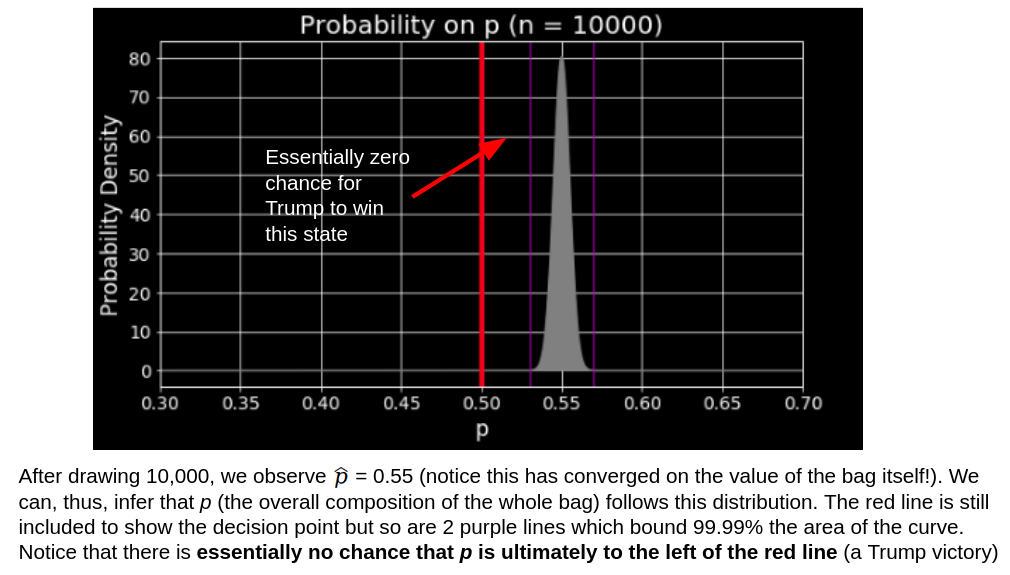 Probability on p (n = 10000)
80
70
60
50
40
30
20
10
0
Probability Density
Essentially zero
chance for
Trump to win
this state
0.30 0.35 0.40 0.45 0.50 0.55 0.60 0.65 0.70
p
After drawing 10,000, we observe p̂ = 0.55 (notice this has converged on the value of the bag itself!). We
can, thus, infer that p (the overall composition of the whole bag) follows this distribution. The red line is still
included to show the decision point but so are 2 purple lines which bound 99.99% the area of the curve.
Notice that there is essentially no chance that p is ultimately to the left of the red line (a Trump victory)